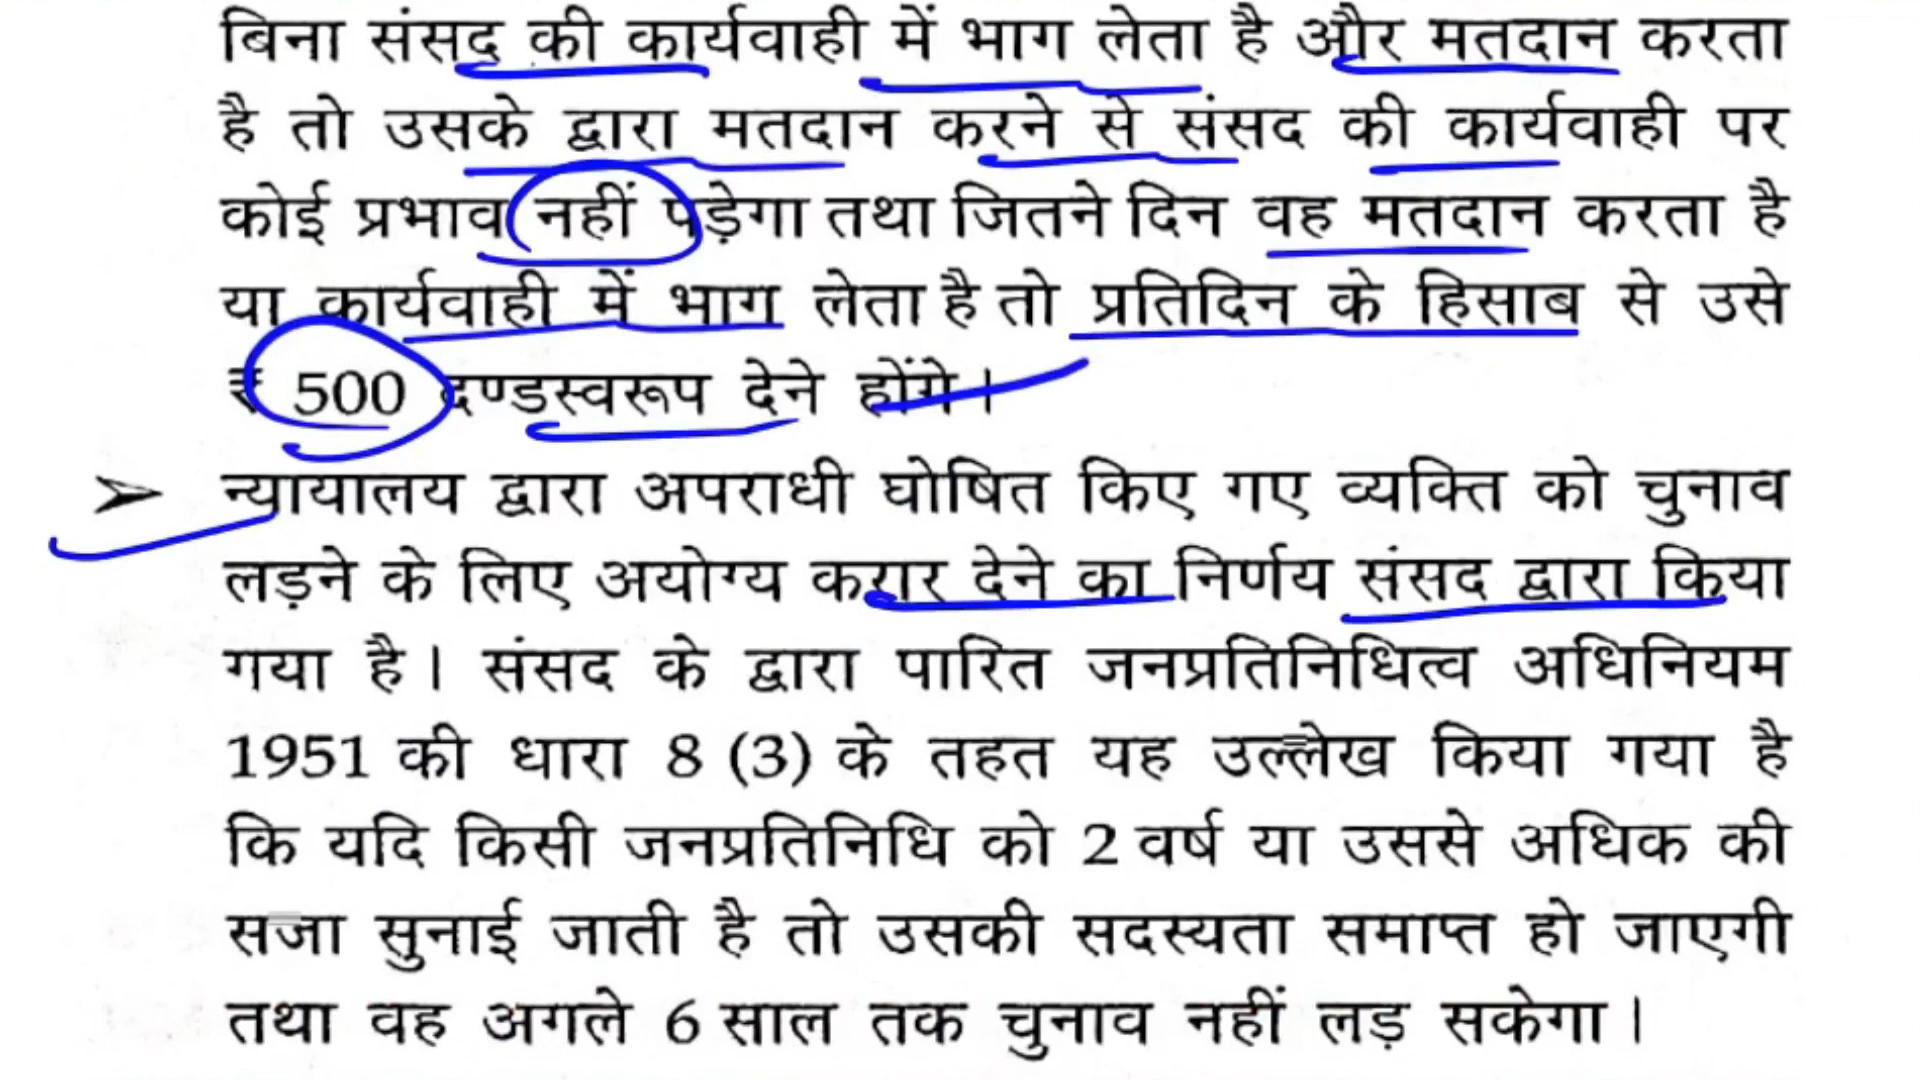 बिना संसद की कार्यवाही में भाग लेता है और मतदान करता
है तो उसके द्वारा मतदान करने से संसद की कार्यवाही पर
कोई प्रभाव नहीं पड़ेगा तथा जितने दिन वह मतदान करता है
या कार्यवाही में भाग लेता है तो प्रतिदिन के हिसाब से उसे
₹ 500 दण्डस्वरूप देने होंगे।
➢ न्यायालय द्वारा अपराधी घोषित किए गए व्यक्ति को चुनाव
लड़ने के लिए अयोग्य करार देने का निर्णय संसद द्वारा किया
गया है। संसद के द्वारा पारित जनप्रतिनिधित्व अधिनियम
1951 की धारा 8 (3) के तहत यह उल्लेख किया गया है
कि यदि किसी जनप्रतिनिधि को 2 वर्ष या उससे अधिक की
सजा सुनाई जाती है तो उसकी सदस्यता समाप्त हो जाएगी
तथा वह अगले 6 साल तक चुनाव नहीं लड़ सकेगा।